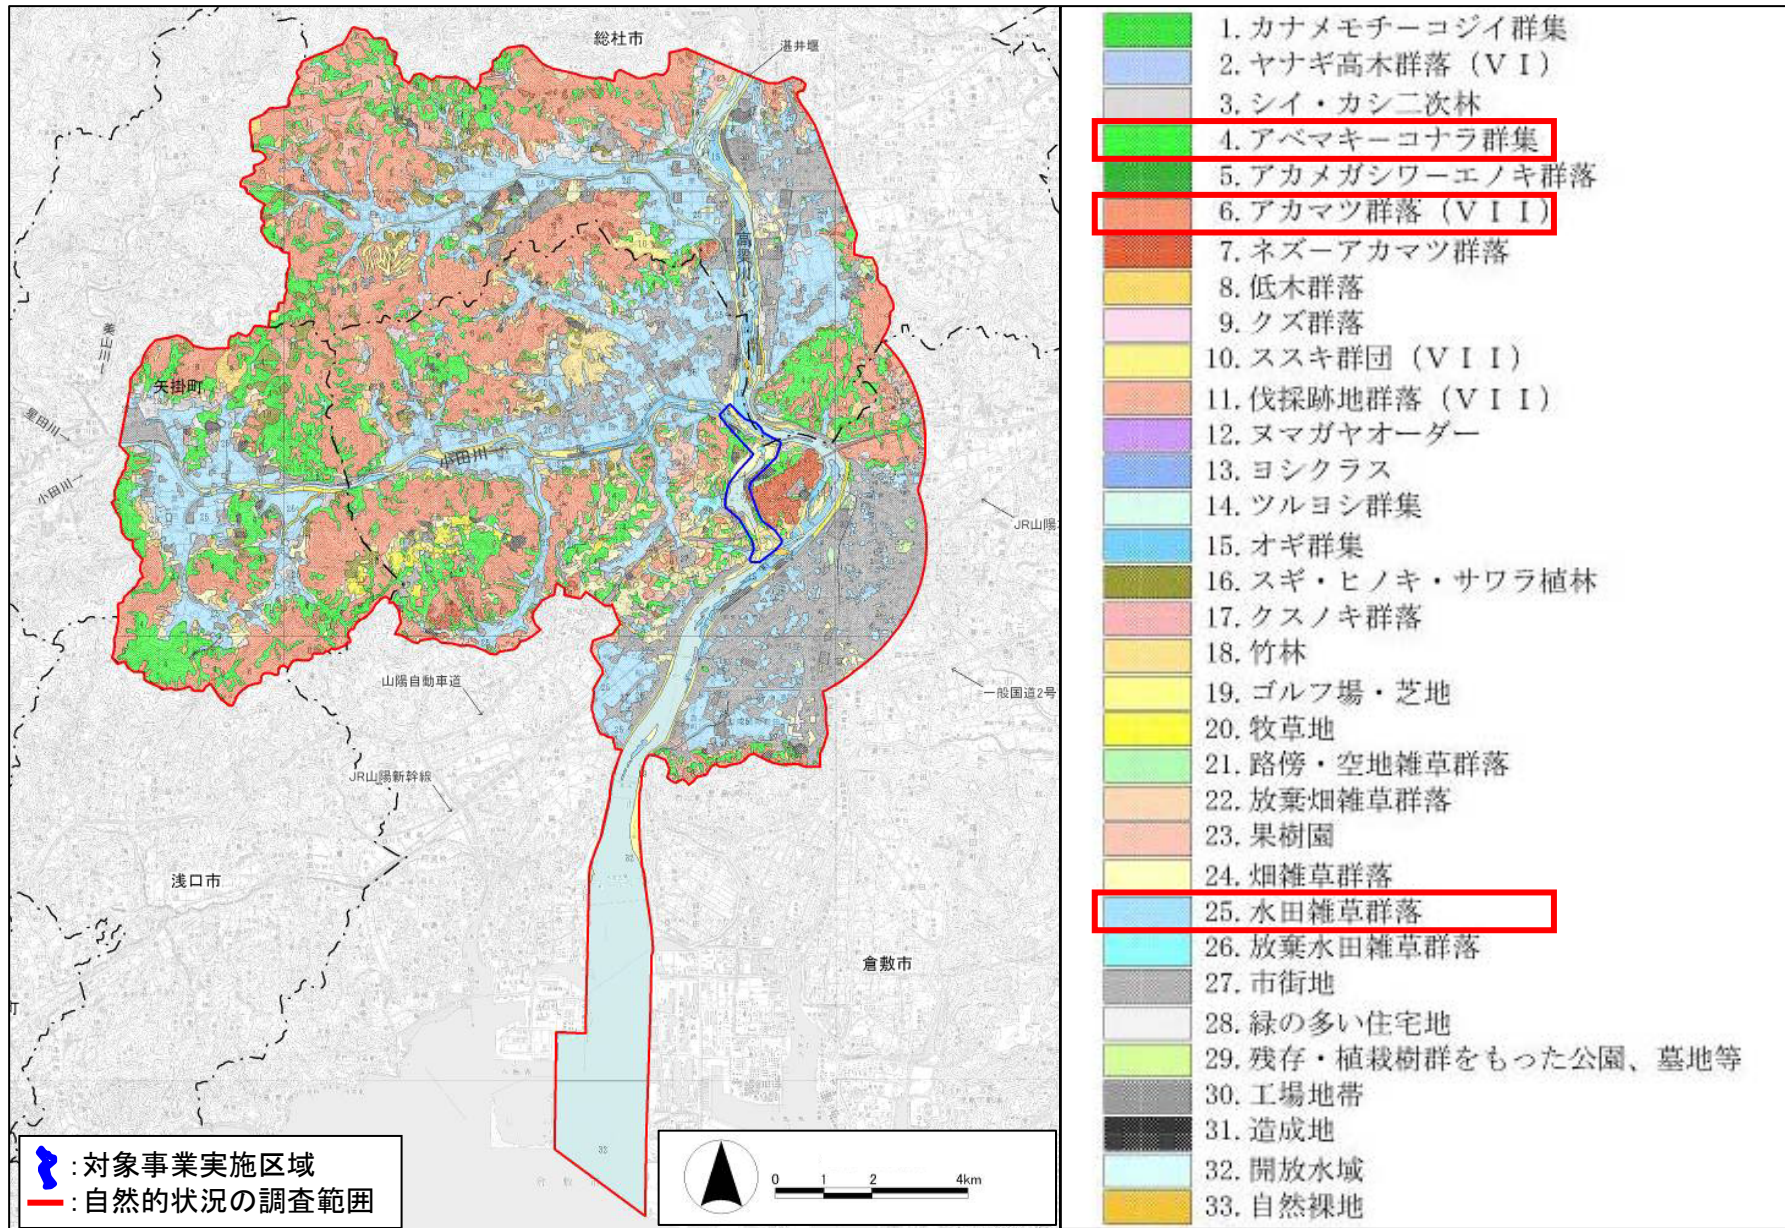 総社市
湛井堰
高梁川
美山川→
矢掛町
星田川→
小田川→
小田川→
JR山陽
山陽自動車道
一般国道2号
JR山陽新幹線
浅口市
倉敷市
32
32
:対象事業実施区域
:自然的状況の調査範囲
0 1 2 4km
1. カナメモチーコジイ群集
2. ヤナギ高木群落(ⅤⅠ)
3. シイ・カシ二次林
4. アベマキーコナラ群集
5. アカメガシワーエノキ群落
6. アカマツ群落(ⅤⅠⅠ)
7. ネズーアカマツ群落
8. 低木群落
9. クズ群落
10. ススキ群団(ⅤⅠⅠ)
11. 伐採跡地群落(ⅤⅠⅠ)
12. ヌマガヤオーダー
13. ヨシクラス
14. ツルヨシ群集
15. オギ群集
16. スギ・ヒノキ・サワラ植林
17. クスノキ群落
18. 竹林
19. ゴルフ場・芝地
20. 牧草地
21. 路傍・空地雑草群落
22. 放棄畑雑草群落
23. 果樹園
24. 畑雑草群落
25. 水田雑草群落
26. 放棄水田雑草群落
27. 市街地
28. 緑の多い住宅地
29. 残存・植栽樹群をもった公園、墓地等
30. 工場地帯
31. 造成地
32. 開放水域
33. 自然裸地